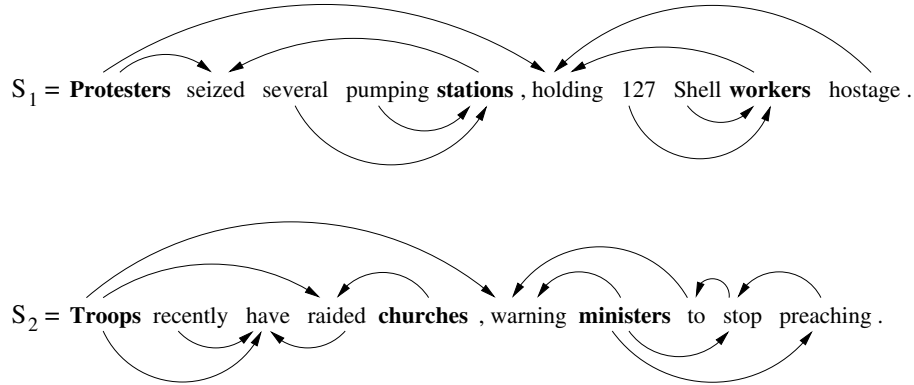 S1 = Protesters seized several pumping stations , holding 127 Shell workers hostage .
S2 = Troops recently have raided churches , warning ministers to stop preaching .